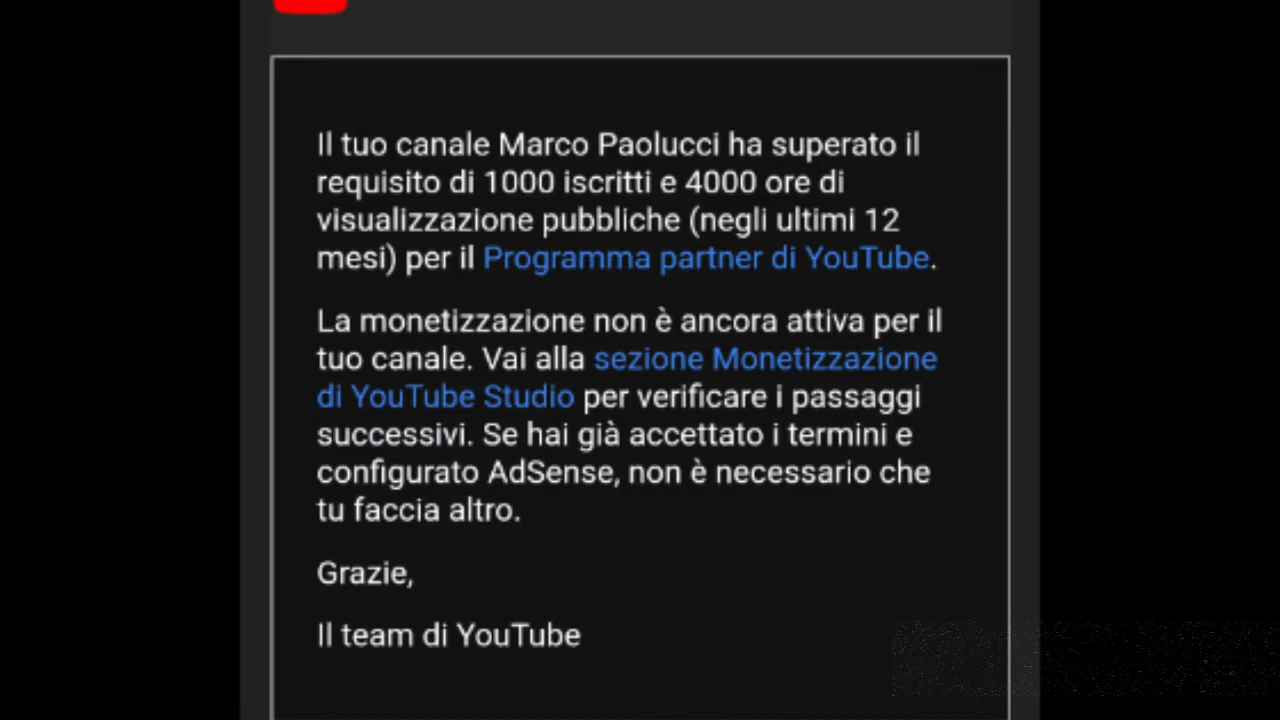 Il tuo canale Marco Paolucci ha superato il
requisito di 1000 iscritti e 4000 ore di
visualizzazione pubbliche (negli ultimi 12
mesi) per il Programma partner di YouTube.
La monetizzazione non è ancora attiva per il
tuo canale. Vai alla sezione Monetizzazione
di YouTube Studio per verificare i passaggi
successivi. Se hai già accettato i termini e
configurato AdSense, non è necessario che
tu faccia altro.
Grazie,
Il team di YouTube